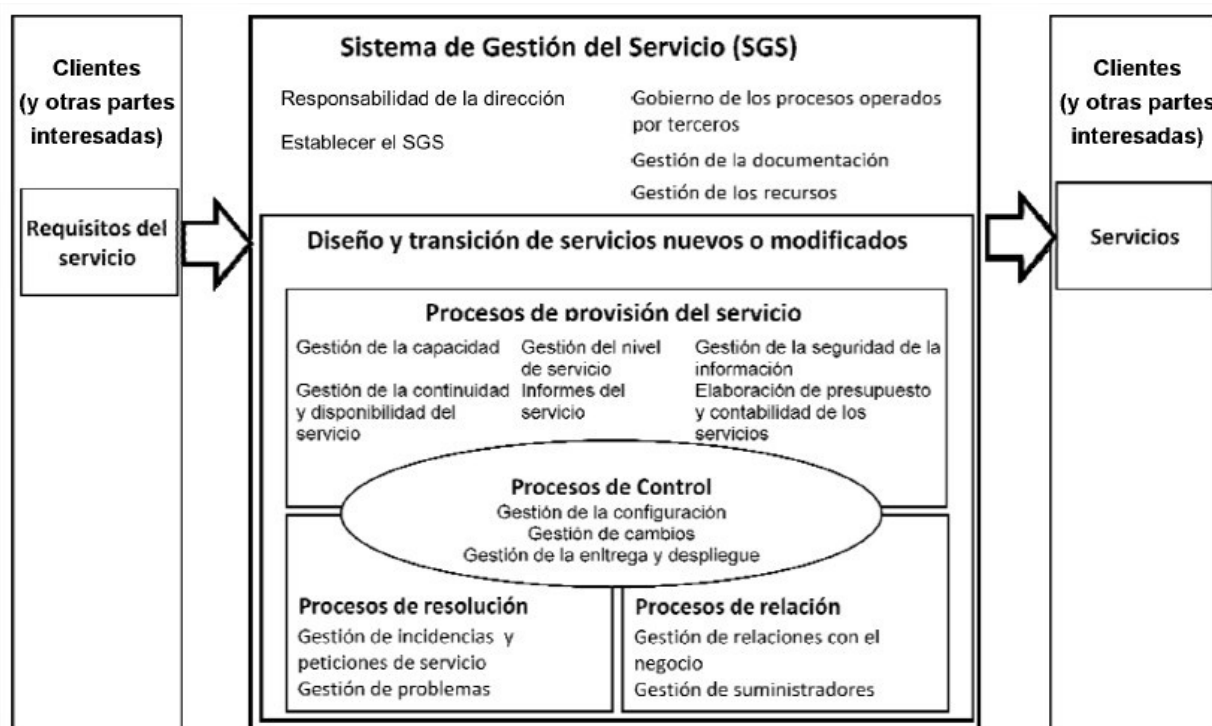 Clientes
(y otras partes
interesadas)
Requisitos del
servicio
Sistema de Gestión del Servicio (SGS)
Responsabilidad de la dirección
Establecer el SGS
Gobierno de los procesos operados
por terceros
Gestión de la documentación
Gestión de los recursos
Diseño y transición de servicios nuevos o modificados
Procesos de provisión del servicio
Gestión de la capacidad
Gestión de la continuidad
y disponibilidad del
servicio
Gestión del nivel
de servicio
Informes del
servicio
Gestión de la seguridad de la
información
Elaboración de presupuesto
y contabilidad de los
servicios
Procesos de Control
Gestión de la configuración
Gestión de cambios
Gestión de la enltrega y despliegue
Procesos de resolución
Gestión de incidencias y
peticiones de servicio
Gestión de problemas
Procesos de relación
Gestión de relaciones con el
negocio
Gestión de suministradores
Clientes
(y otras partes
interesadas)
Servicios